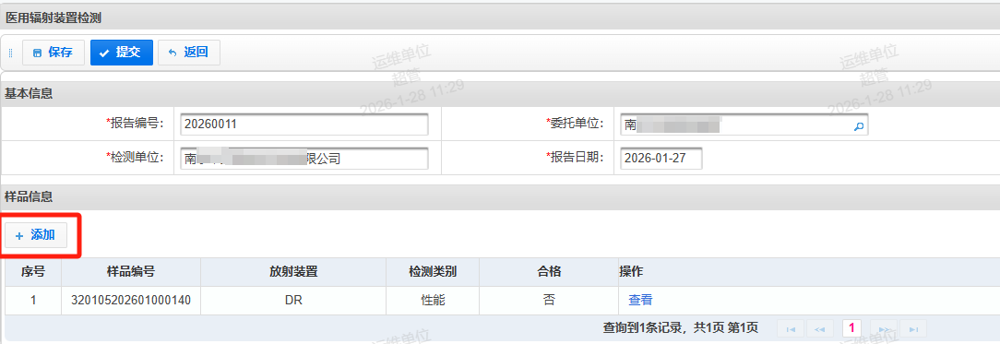 医用辐射装置检测
保存 提交 返回
运维单位 运维单位
超管 超管
2026-1-28 11:29 2026-1-28 11:29
基本信息
*报告编号： 20260011 *委托单位： 南
*检测单位： 南 限公司 *报告日期： 2026-01-27
样品信息
+ 添加
序号 样品编号 放射装置 检测类别 合格 操作
1 320105202601000140 DR 性能 否 查看
查询到1条记录，共1页 第1页 1
运维单位 运维单位